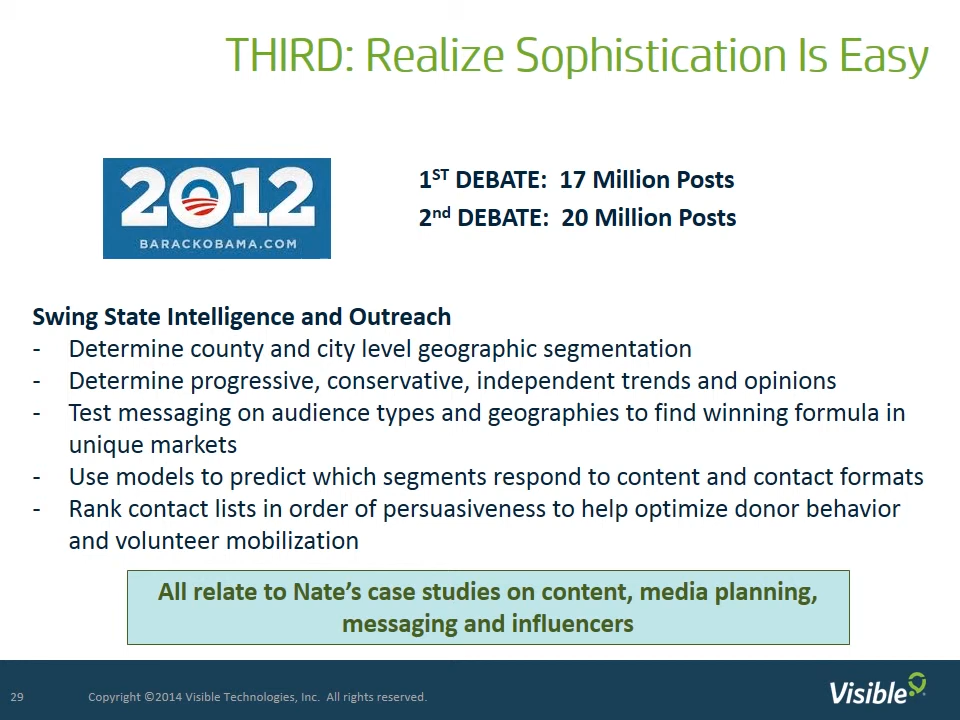 THIRD: Realize Sophistication Is Easy
2012
BARACKOBAMA.COM
1ST DEBATE: 17 Million Posts
2nd DEBATE: 20 Million Posts
Swing State Intelligence and Outreach
- Determine county and city level geographic segmentation
- Determine progressive, conservative, independent trends and opinions
- Test messaging on audience types and geographies to find winning formula in
unique markets
- Use models to predict which segments respond to content and contact formats
- Rank contact lists in order of persuasiveness to help optimize donor behavior
and volunteer mobilization
All relate to Nate’s case studies on content, media planning,
messaging and influencers
29 Copyright ©2014 Visible Technologies, Inc. All rights reserved.
Visible